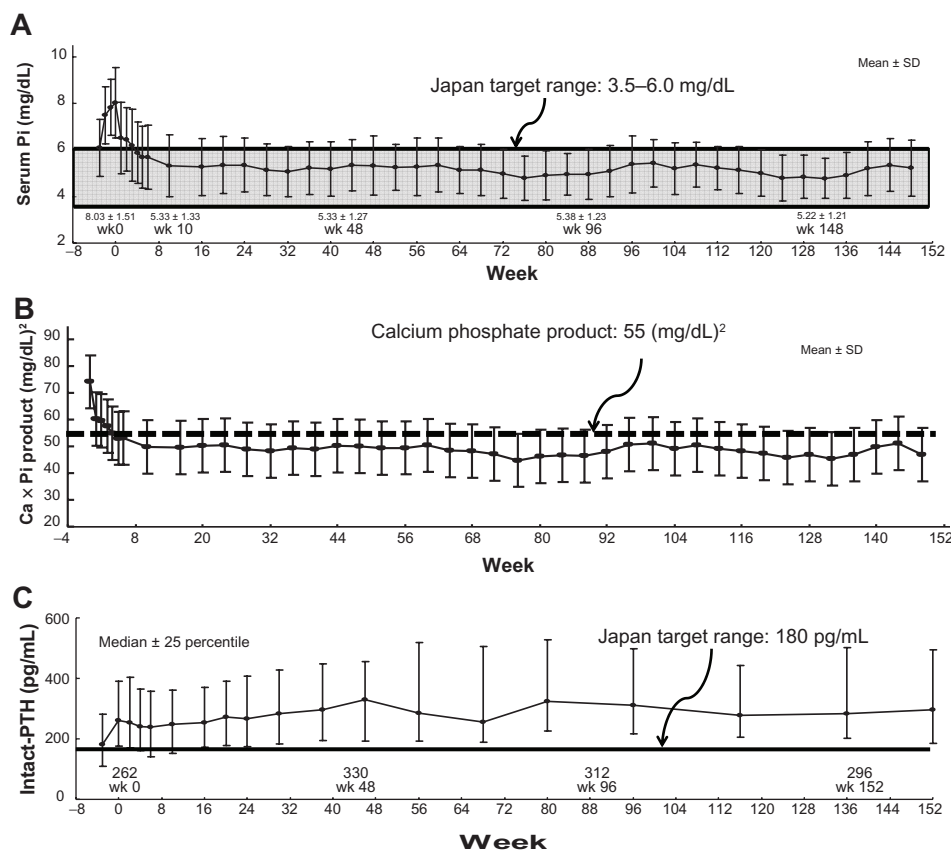 A
Serum Pi (mg/dL)
10
8
6
4
2
Mean ± SD
Japan target range: 3.5–6.0 mg/dL
8.03 ± 1.51
wk0
5.33 ± 1.33
wk 10
5.33 ± 1.27
wk 48
5.38 ± 1.23
wk 96
5.22 ± 1.21
wk 148
–8 0 8 16 24 32 40 48 56 64 72 80 88 96 104 112 120 128 136 144 152
Week
B
Ca × Pi product (mg/dL)²
90
80
70
60
50
40
30
20
Calcium phosphate product: 55 (mg/dL)²
Mean ± SD
–4 8 20 32 44 56 68 80 92 104 116 128 140 152
Week
C
Intact-PTH (pg/mL)
600
400
200
0
Median ± 25 percentile
Japan target range: 180 pg/mL
262
wk 0
330
wk 48
312
wk 96
296
wk 152
–8 0 8 16 24 32 40 48 56 64 72 80 88 96 104 112 120 128 136 144 152
Week